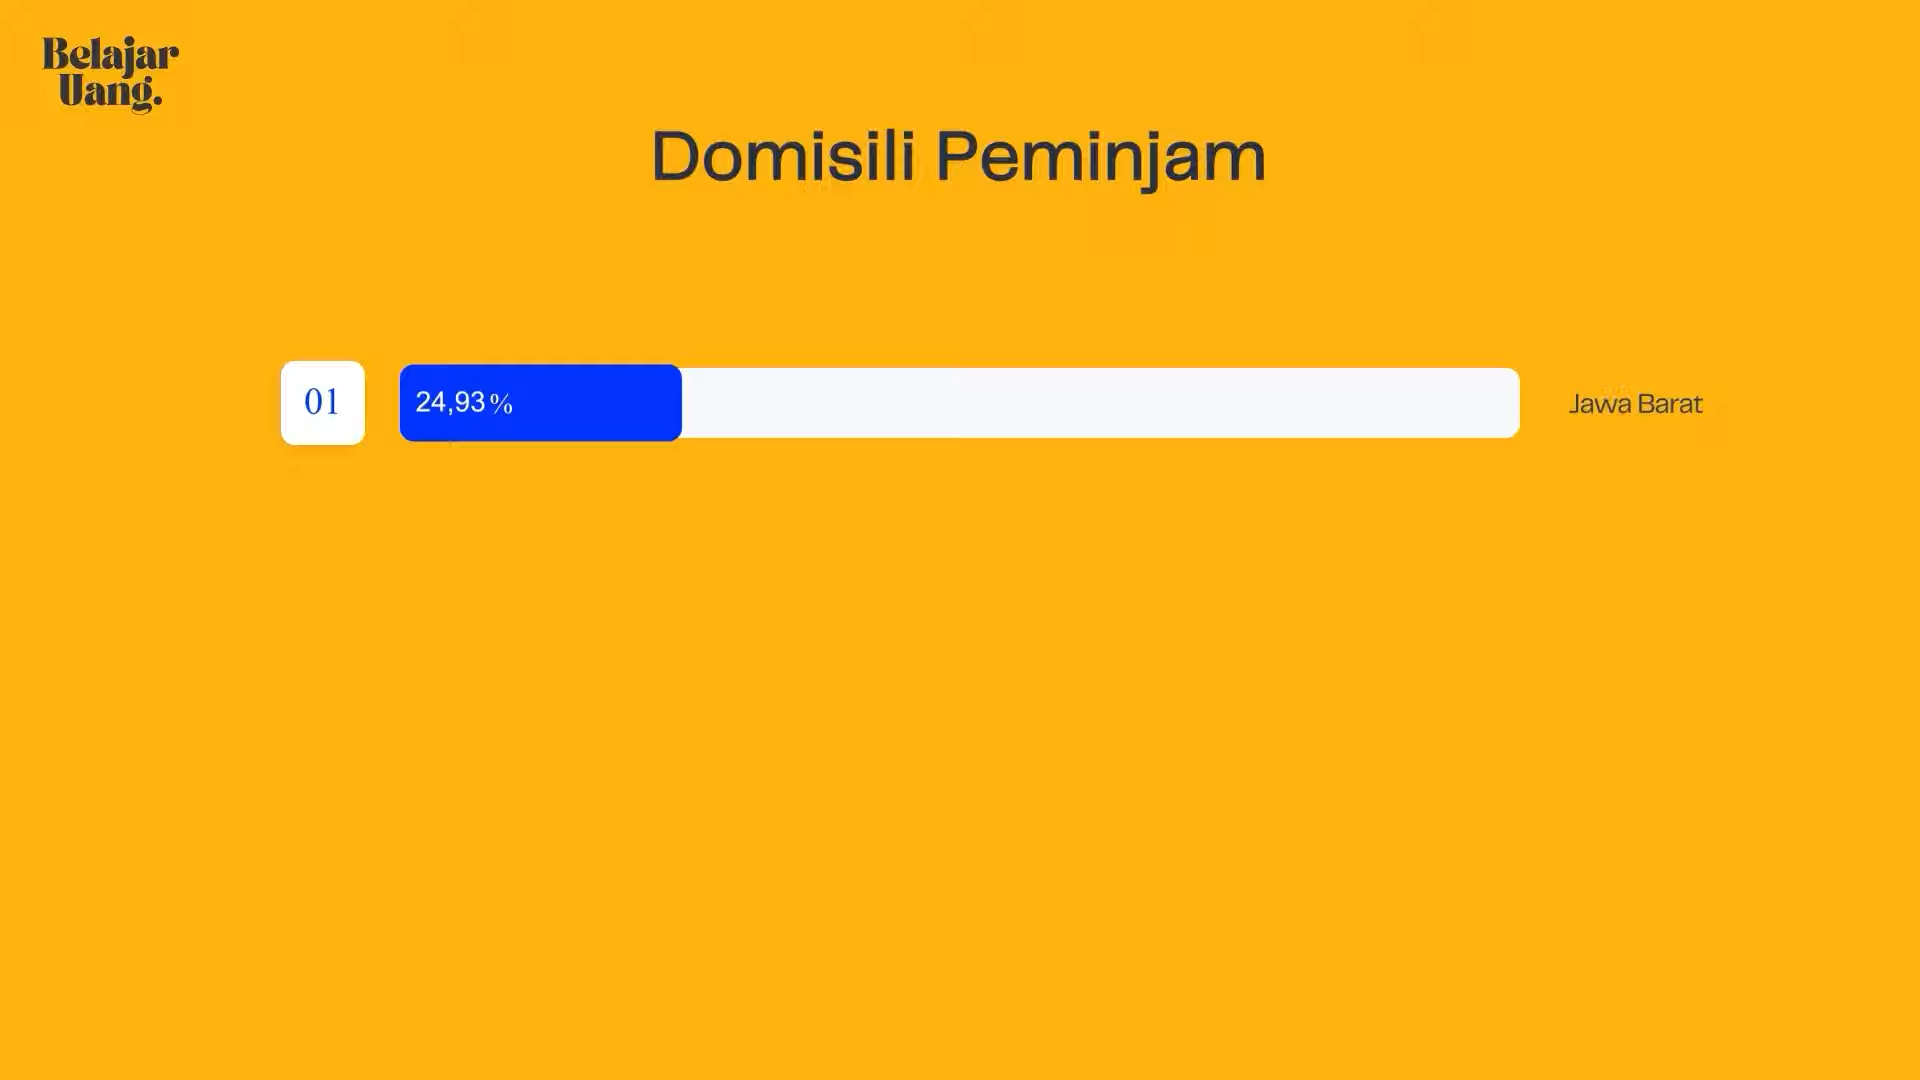 Belajar
Uang.
Domisili Peminjam
01
24,93%
Jawa Barat